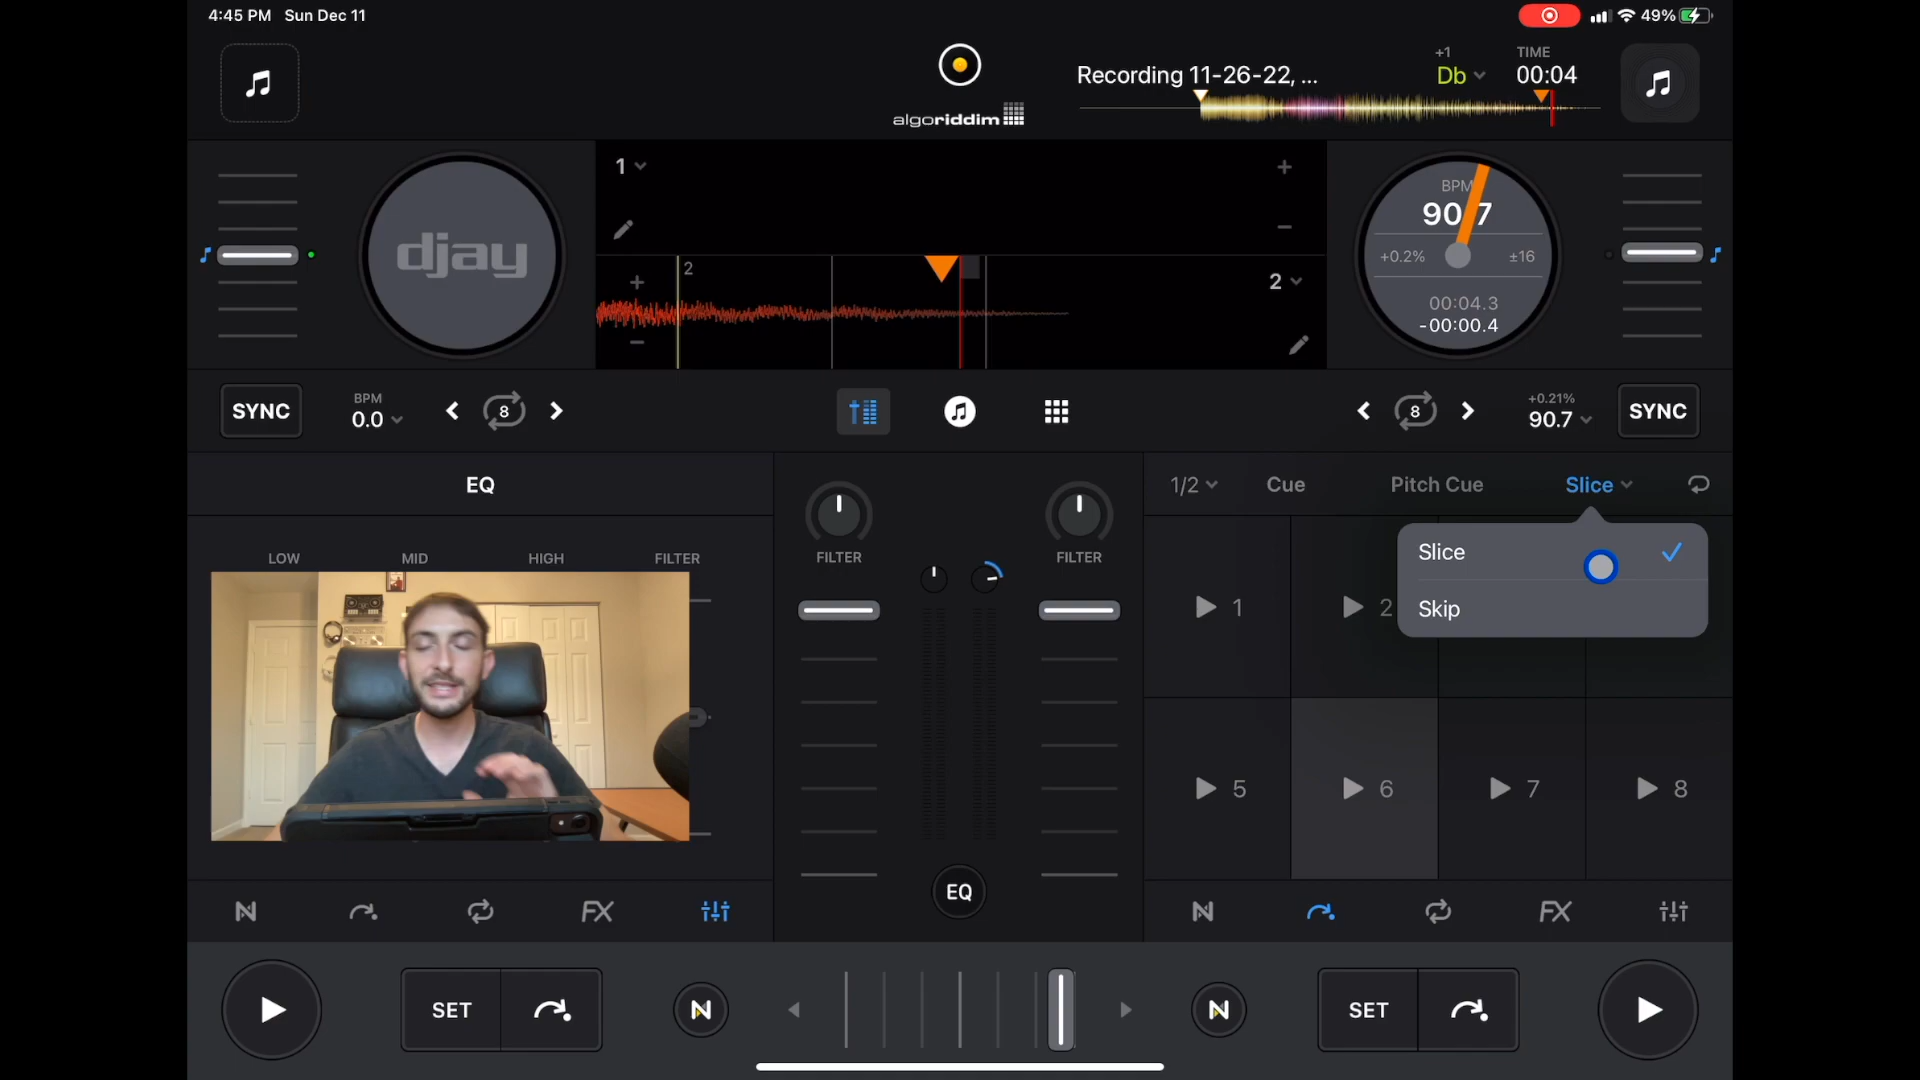 4:45 PM Sun Dec 11
49%
algoriddim
Recording 11-26-22, ...
+1
Db
TIME
00:04
1
djay
2
2
BPM
90.7
+0.2%
±16
00:04.3
-00:00.4
SYNC
BPM
0.0
8
8
+0.21%
90.7
SYNC
EQ
LOW MID HIGH FILTER
FILTER
FILTER
EQ
1/2 Cue Pitch Cue Slice
Slice
Skip
1 2
5 6 7 8
FX
FX
SET
SET